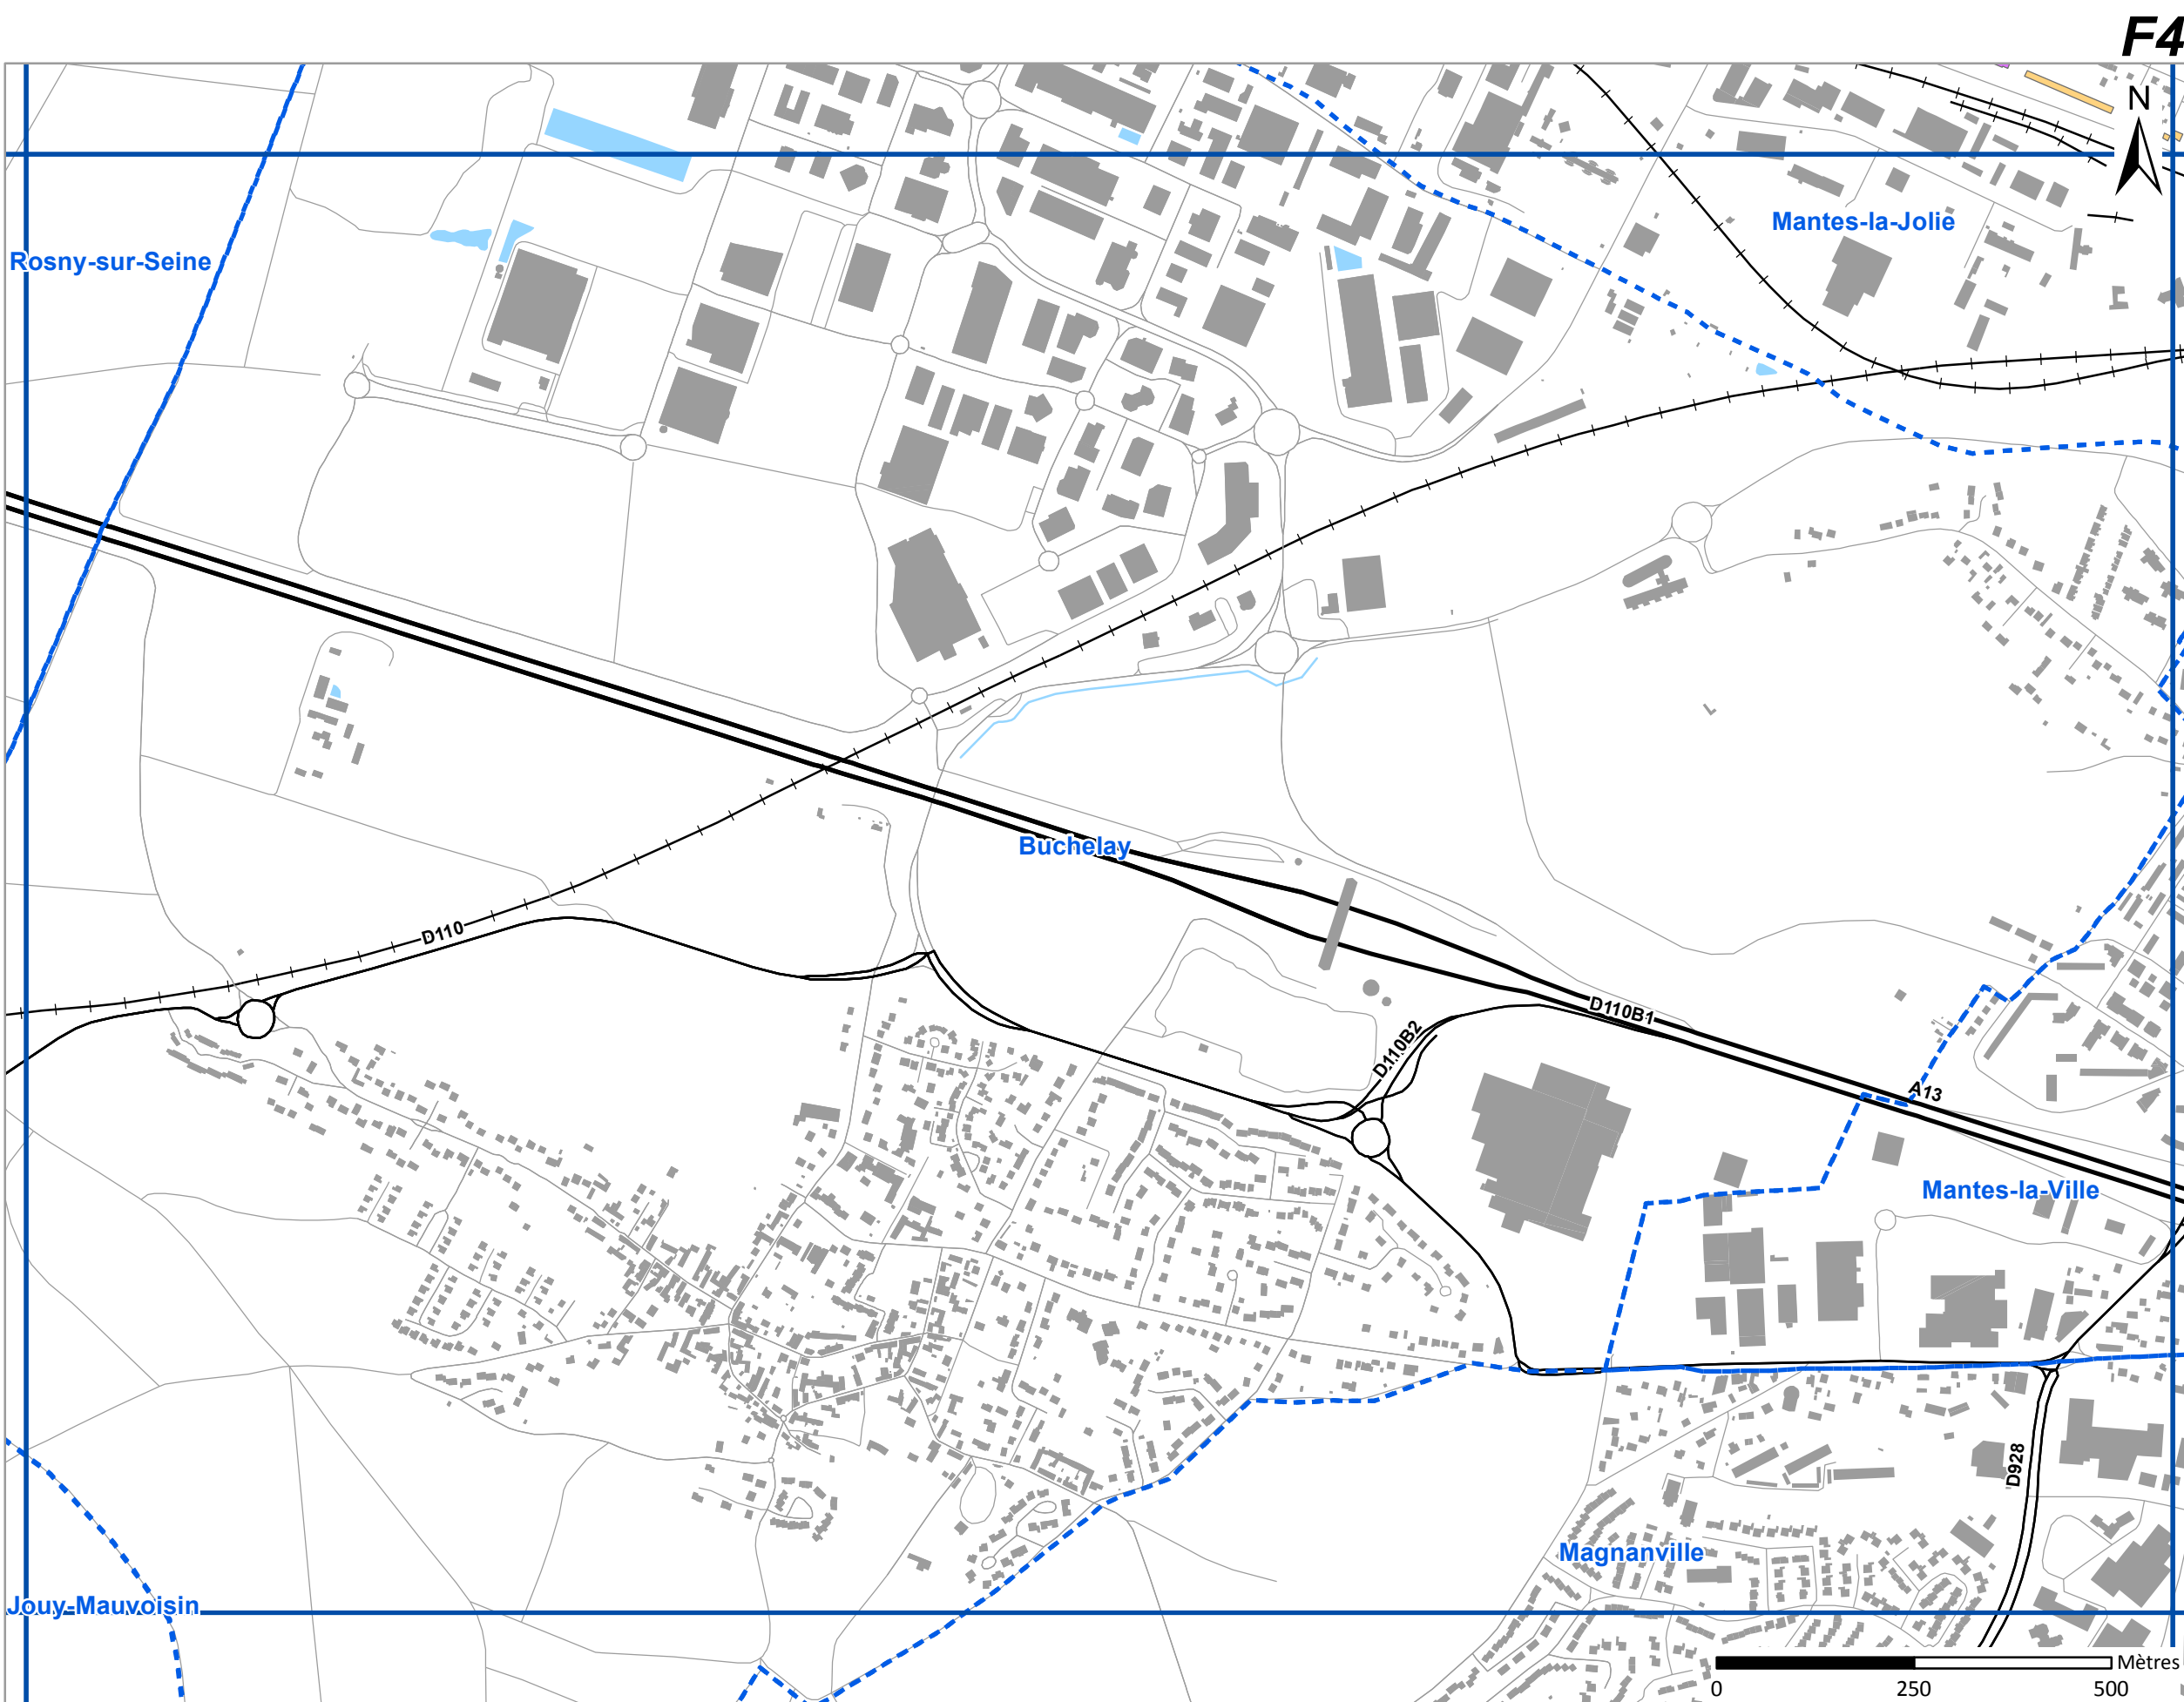 F4
N
Mantes-la-Jolie
Rosny-sur-Seine
Buchelay
D110
D110B1
D110B2
A13
Mantes-la-Ville
D928
Magnanville
Jouy-Mauvoisin
Mètres
0 250 500